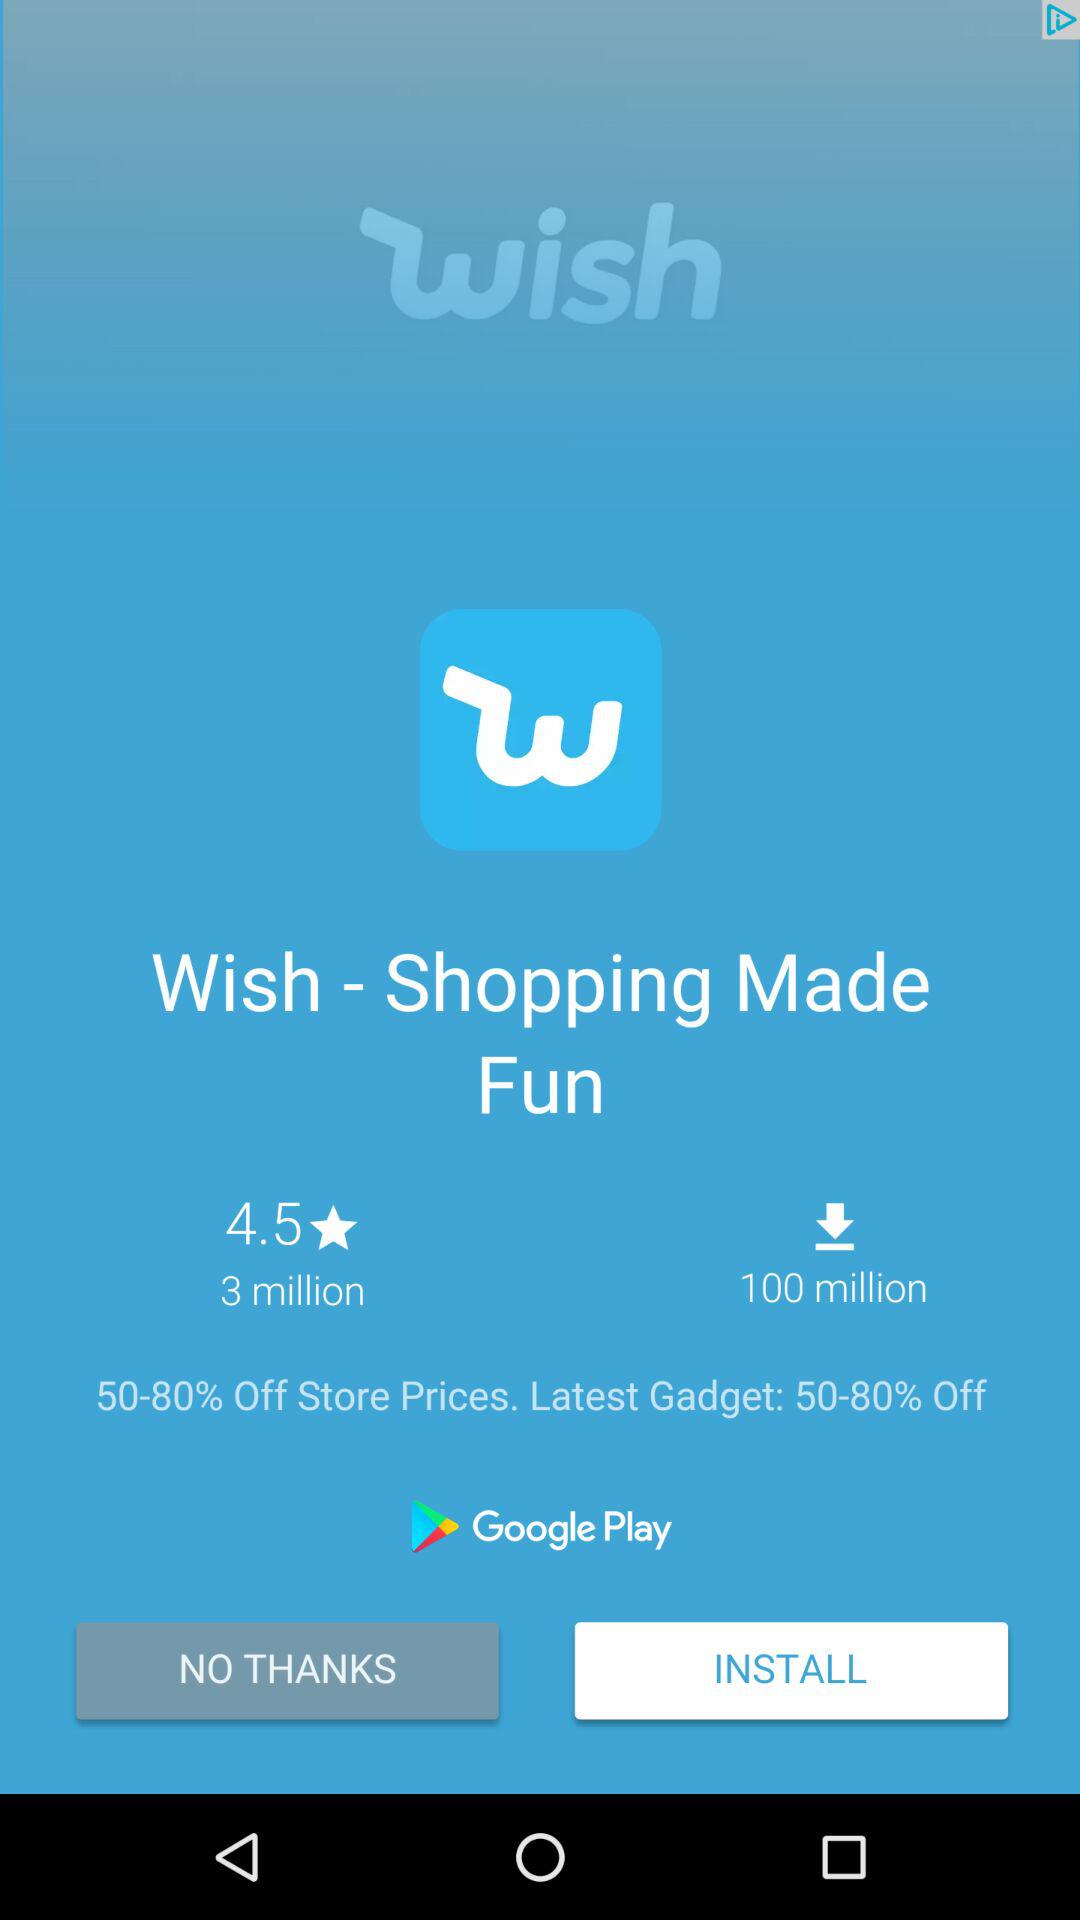 wish
W
Wish - Shopping Made
Fun
4.5
3 million
100 million
50-80% Off Store Prices. Latest Gadget: 50-80% Off
Google Play
NO THANKS
INSTALL